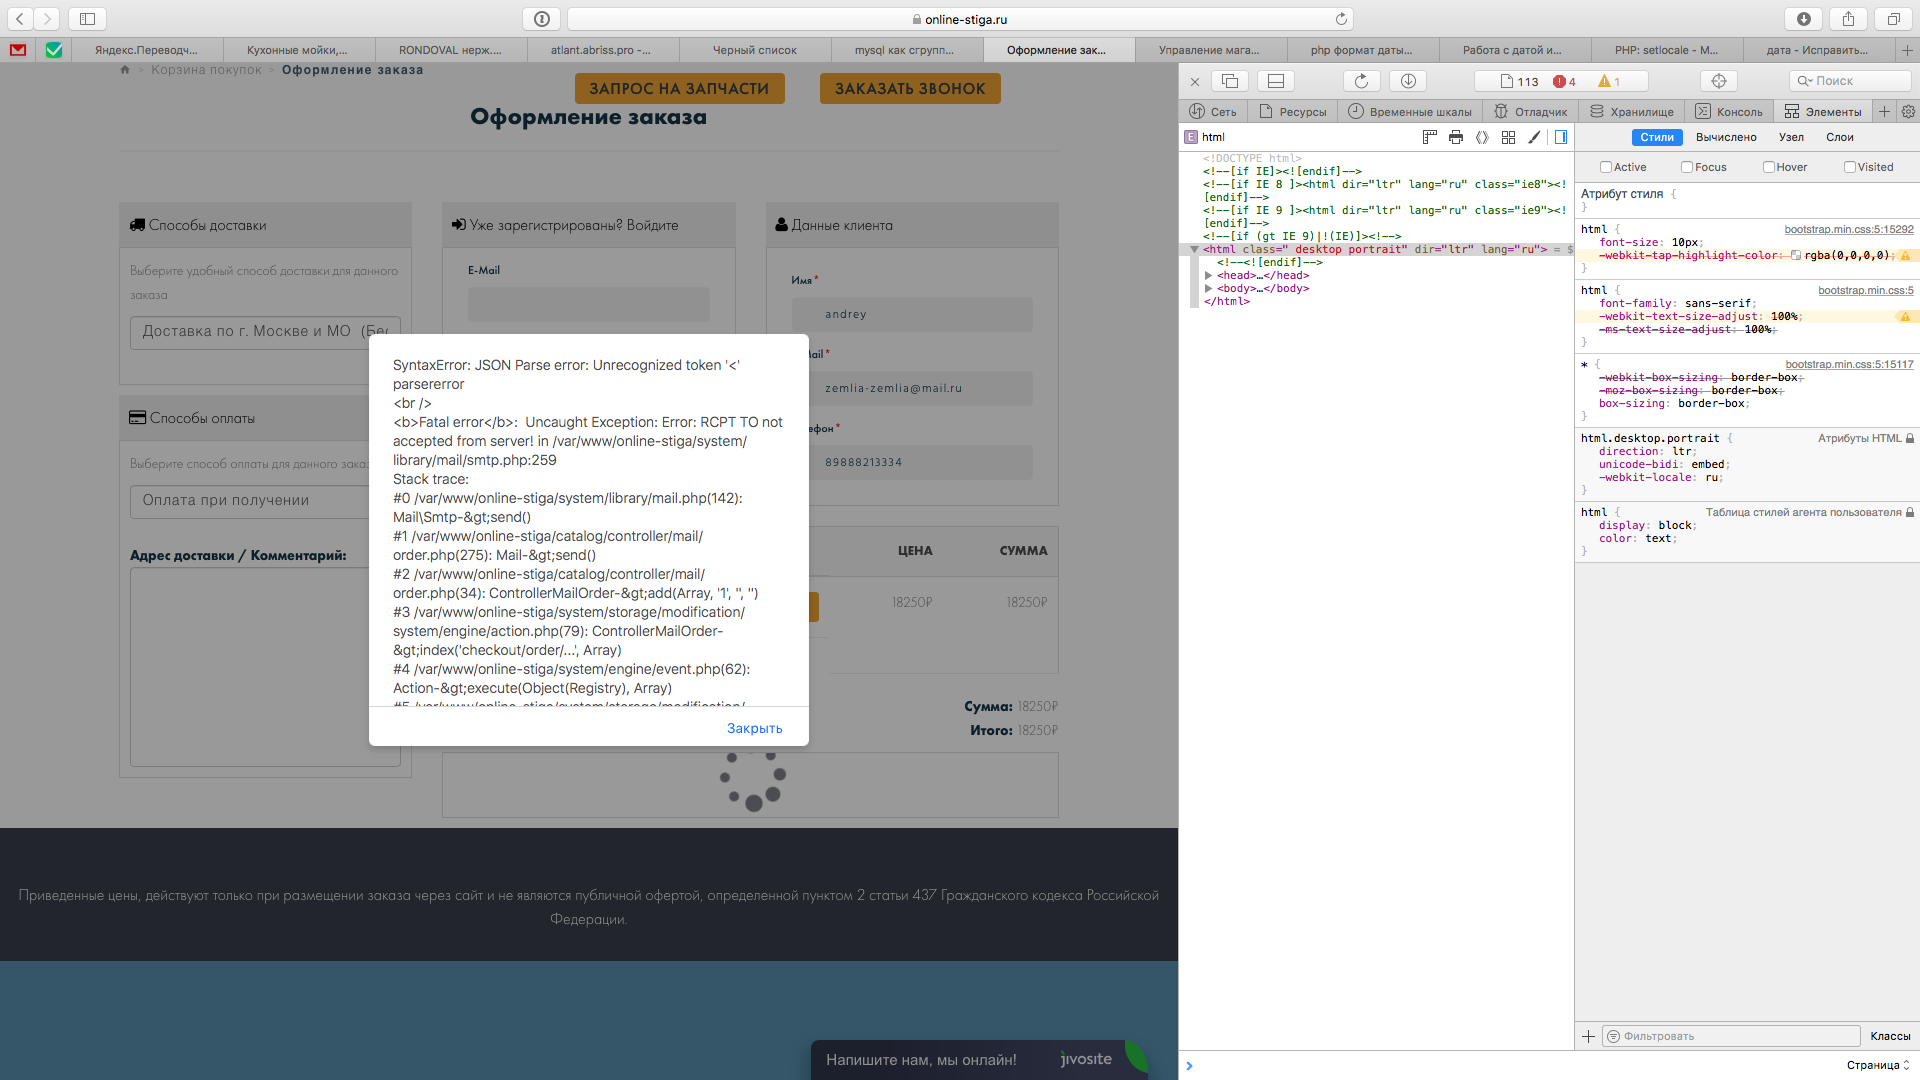 online-stiga.ru
Яндекс.Переводч...
Кухонные мойки,...
RONDOVAL нерж....
atlant.abriss.pro -...
Черный список
mysql как сгрупп...
Оформление зак...
Управление мага...
php формат даты...
Работа с датой и...
PHP: setlocale - M...
дата - Исправить...
> Корзина покупок > Оформление заказа
ЗАПРОС НА ЗАПЧАСТИ
ЗАКАЗАТЬ ЗВОНОК
Оформление заказа
Способы доставки
Выберите удобный способ доставки для данного
заказа
Доставка по г. Москве и МО (Бес
Способы оплаты
Выберите способ оплаты для данного заказ
Оплата при получении
Адрес доставки / Комментарий:
Уже зарегистрированы? Войдите
E-Mail
Данные клиента
Имя*
andrey
ail*
zemlia-zemlia@mail.ru
ефон*
89888213334
ЦЕНА
СУММА
18250₽
18250₽
Сумма: 18250₽
Итого: 18250₽
SyntaxError: JSON Parse error: Unrecognized token '<'
parsererror
<br />
<b>Fatal error</b>:  Uncaught Exception: Error: RCPT TO not
accepted from server! in /var/www/online-stiga/system/
library/mail/smtp.php:259
Stack trace:
#0 /var/www/online-stiga/system/library/mail.php(142):
Mail\Smtp-&gt;send()
#1 /var/www/online-stiga/catalog/controller/mail/
order.php(275): Mail-&gt;send()
#2 /var/www/online-stiga/catalog/controller/mail/
order.php(34): ControllerMailOrder-&gt;add(Array, '1', '', '')
#3 /var/www/online-stiga/system/storage/modification/
system/engine/action.php(79): ControllerMailOrder-
&gt;index('checkout/order/...', Array)
#4 /var/www/online-stiga/system/engine/event.php(62):
Action-&gt;execute(Object(Registry), Array)
#5 /var/www/online-stiga/system/storage/modification/
Закрыть
Приведенные цены, действуют только при размещении заказа через сайт и не являются публичной офертой, определенной пунктом 2 статьи 437 Гражданского кодекса Российской
Федерации.
Напишите нам, мы онлайн!
jivosite
113
4
1
Поиск
Сеть
Ресурсы
Временные шкалы
Отладчик
Хранилище
Консоль
Элементы
E html
<!DOCTYPE html>
<!--[if IE]><![endif]-->
<!--[if IE 8 ]><html dir="ltr" lang="ru" class="ie8"><!
[endif]-->
<!--[if IE 9 ]><html dir="ltr" lang="ru" class="ie9"><!
[endif]-->
<!--[if (gt IE 9)|!(IE)]><!-->
<html class=" desktop portrait" dir="ltr" lang="ru"> = $
<!--<![endif]-->
<head>…</head>
<body>…</body>
</html>
Стили
Вычислено
Узел
Слои
Active
Focus
Hover
Visited
Атрибут стиля {
}
html {
bootstrap.min.css:5:15292
font-size: 10px;
-webkit-tap-highlight-color: rgba(0,0,0,0);
}
html {
bootstrap.min.css:5
font-family: sans-serif;
-webkit-text-size-adjust: 100%;
-ms-text-size-adjust: 100%;
}
* {
bootstrap.min.css:5:15117
-webkit-box-sizing: border-box;
-moz-box-sizing: border-box;
box-sizing: border-box;
}
html.desktop.portrait {
Атрибуты HTML
direction: ltr;
unicode-bidi: embed;
-webkit-locale: ru;
}
html {
Таблица стилей агента пользователя
display: block;
color: text;
}
Фильтровать
Классы
Страница